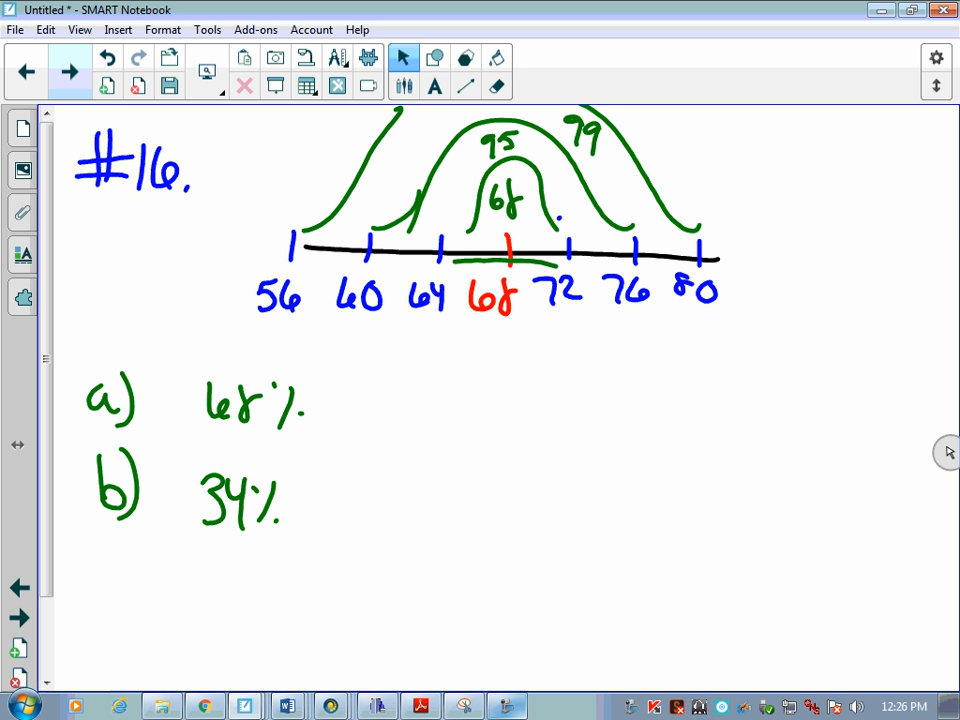 Untitled * - SMART Notebook
File Edit View Insert Format Tools Add-ons Account Help
#16.
95
99
68
56 60 64 68 72 76 80
a) 68%
b) 34%
12:26 PM